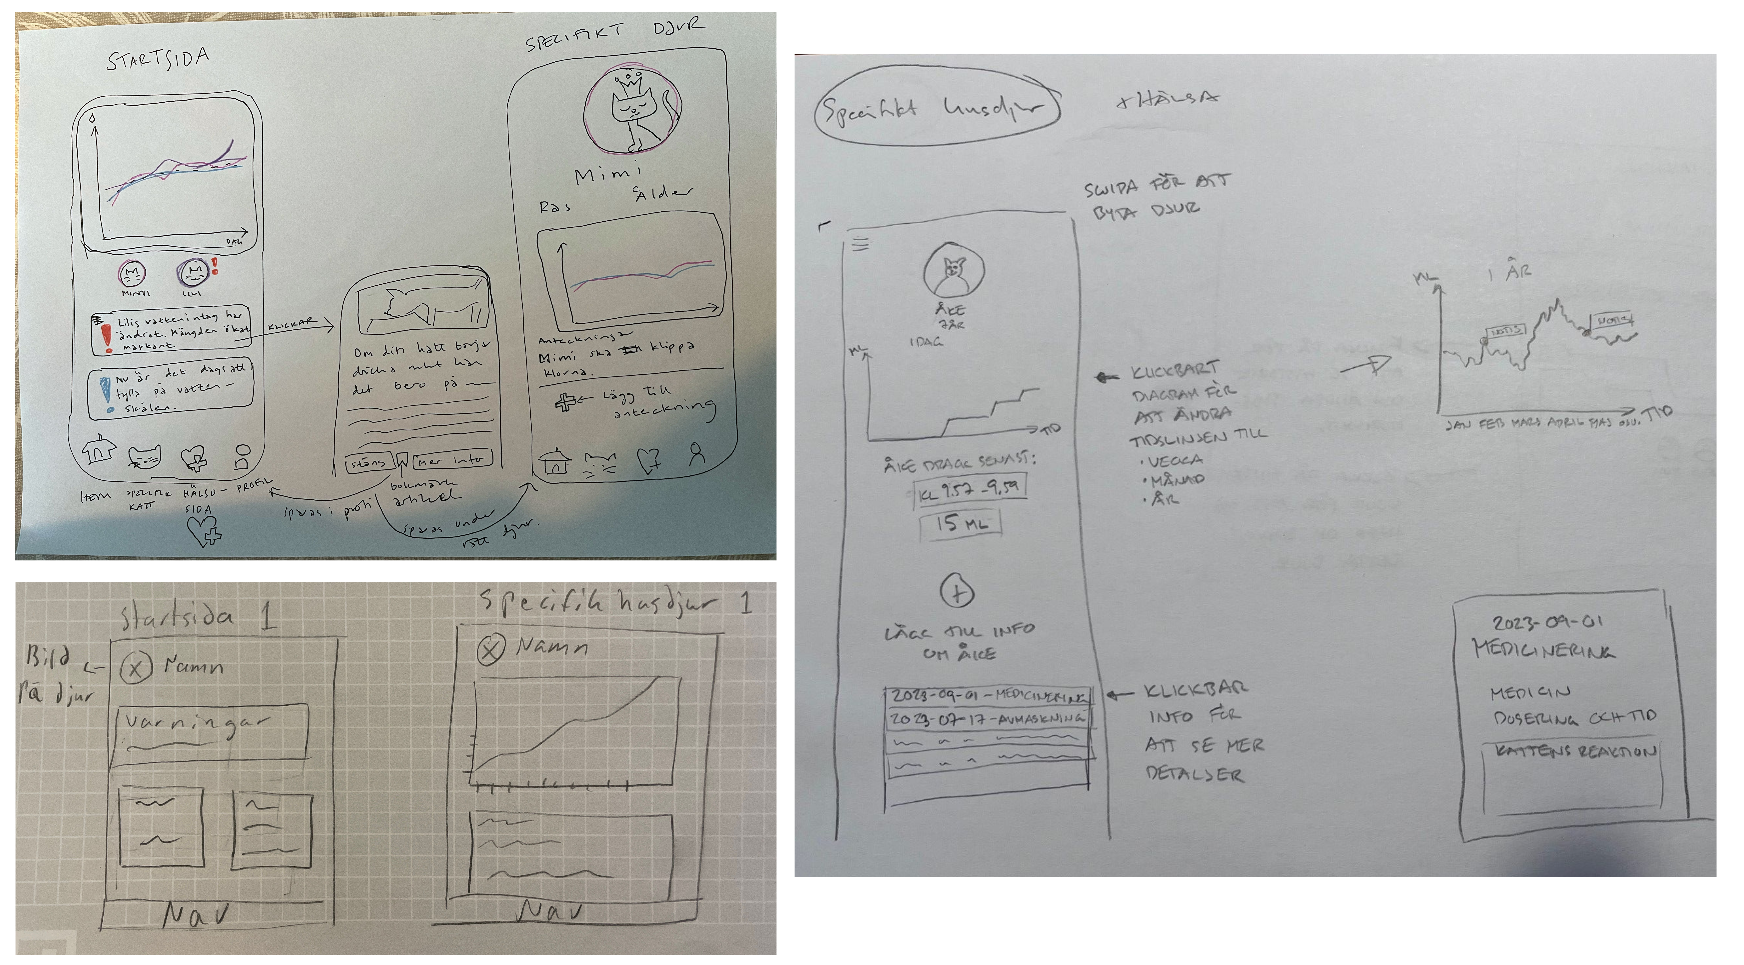 STARTSIDA
DAG
MIMI
LILI
!
! Lilis vattenintag har
ändrat. Mängden ökat
markant.
KLICKAR
! Nu är det dags att
fylla på vatten-
skålen.
Om din katt börjar
dricka mkt kan
det bero på
stäng
mer info
bokmärk
artikel
HEM
SPECIFIK
KATT
HÄLSO-
SIDA
PROFIL
sparas i profil
sparas under
rätt djur.
SPECIFIKT DJUR
Mimi
Ras
Ålder
Anteckningar
Mimi ska klippa
klorna.
Lägg till
anteckning
startsida 1
Bild
på djur
X Namn
Varningar
Nav
Specifik husdjur 1
X Namn
Nav
Specifikt husdjur
+ HÄLSA
SWIPA FÖR ATT
BYTA DJUR
ÅKE
7 ÅR
IDAG
ML
TID
ÅKE DRACK SENAST:
KL 9.57 - 9.59
15 ML
+
LÄGG TILL INFO
OM ÅKE
2023-09-01 - MEDICINERING
2023-07-17 - AVMASKNING
KLICKBART
DIAGRAM FÖR
ATT ÄNDRA
TIDSLINJEN TILL
· VECKA
· MÅNAD
· ÅR
1 ÅR
ML
NOTIS
NOTIS
JAN FEB MARS APRIL MAJ OSV.
TID
KLICKBAR
INFO FÖR
ATT SE MER
DETALJER
2023-09-01
MEDICINERING
MEDICIN
DOSERING OCH TID
KATTENS REAKTION